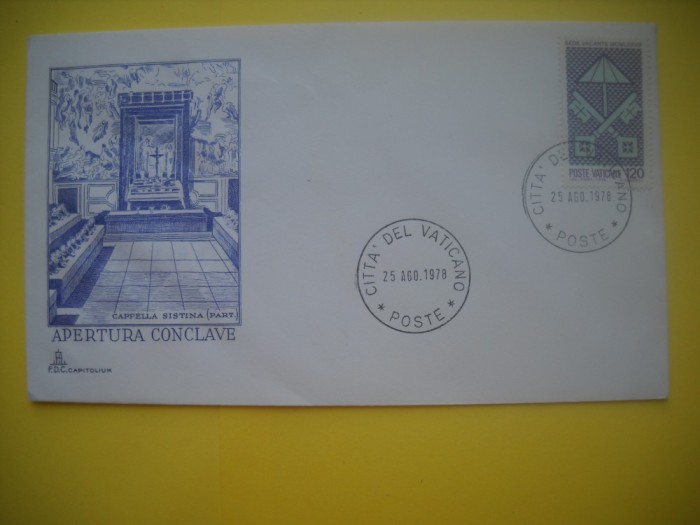 CAPPELLA SISTINA (PART.)
APERTURA CONCLAVE
F.D.C. CAPITOLIUM
CITTA' DEL VATICANO
25 AGO. 1978
* POSTE *
POSTE VATICANE 120
CITTA' DEL VATICANO
25 AGO. 1978
* POSTE *